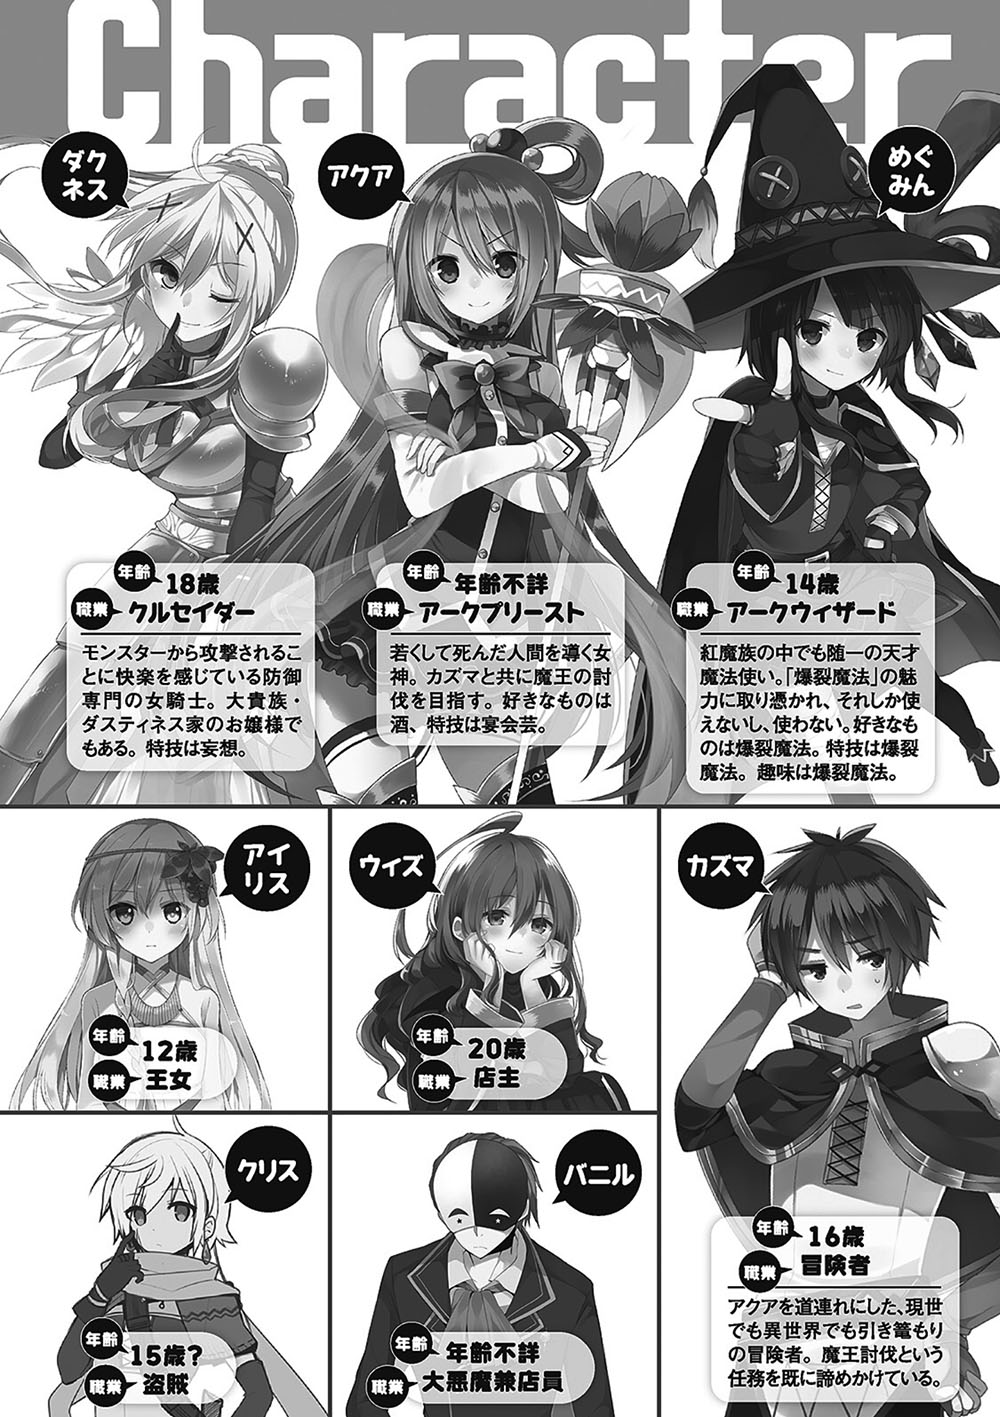 Character
ダク
ネス
年齢 18歳
職業 クルセイダー
モンスターから攻撃されるこ
とに快楽を感じている防御
専門の女騎士。大貴族・
ダスティネス家のお嬢様で
もある。特技は妄想。
アクア
年齢 年齢不詳
職業 アークプリースト
若くして死んだ人間を導く女
神。カズマと共に魔王の討
伐を目指す。好きなものは
酒、特技は宴会芸。
めぐ
みん
年齢 14歳
職業 アークウィザード
紅魔族の中でも随一の天才
魔法使い。「爆裂魔法」の魅
力に取り憑かれ、それしか使
えないし、使わない。好きなも
のは爆裂魔法。特技は爆裂
魔法。趣味は爆裂魔法。
アイ
リス
年齢 12歳
職業 王女
ウィズ
年齢 20歳
職業 店主
カズマ
年齢 16歳
職業 冒険者
アクアを道連れにした、現世
でも異世界でも引き篭もり
の冒険者。魔王討伐という
任務を既に諦めかけている。
クリス
年齢 15歳?
職業 盗賊
バニル
年齢 年齢不詳
職業 大悪魔兼店員